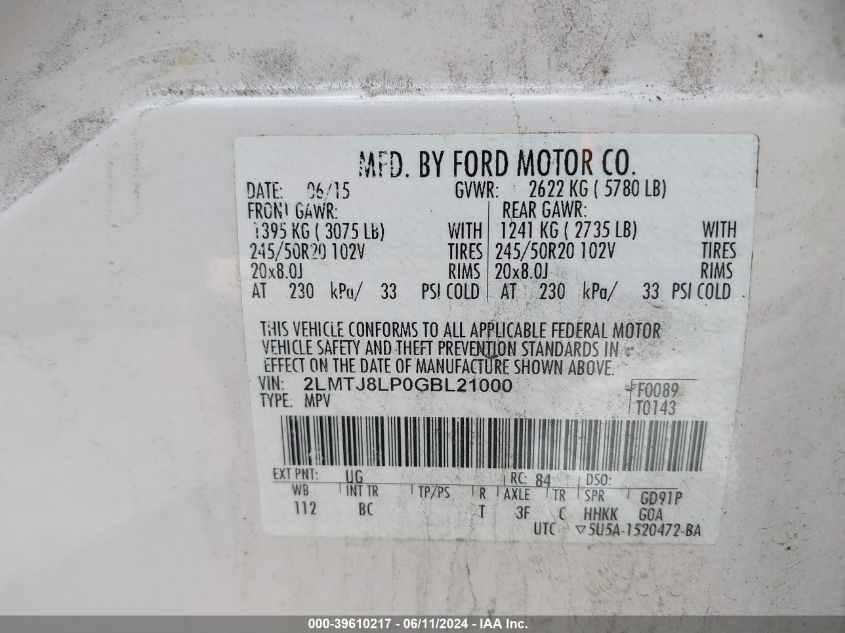 MFD. BY FORD MOTOR CO.
DATE: 06/15 GVWR: 2622 KG ( 5780 LB)
FRONT GAWR: REAR GAWR:
1395 KG ( 3075 LB) WITH 1241 KG ( 2735 LB) WITH
245/50R20 102V TIRES 245/50R20 102V TIRES
20x8.0J RIMS 20x8.0J RIMS
AT 230 kPa/ 33 PSI COLD AT 230 kPa/ 33 PSI COLD
THIS VEHICLE CONFORMS TO ALL APPLICABLE FEDERAL MOTOR
VEHICLE SAFETY AND THEFT PREVENTION STANDARDS IN
EFFECT ON THE DATE OF MANUFACTURE SHOWN ABOVE.
VIN: 2LMTJ8LP0GBL21000 F0089
TYPE: MPV T0143
EXT PNT: UG RC: 84 DSO:
WB INT TR TP/PS R AXLE TR SPR GD91P
112 BC T 3F C HHKK GOA
UTC ▽5U5A-1520472-BA
000-39610217 - 06/11/2024 - IAA Inc.